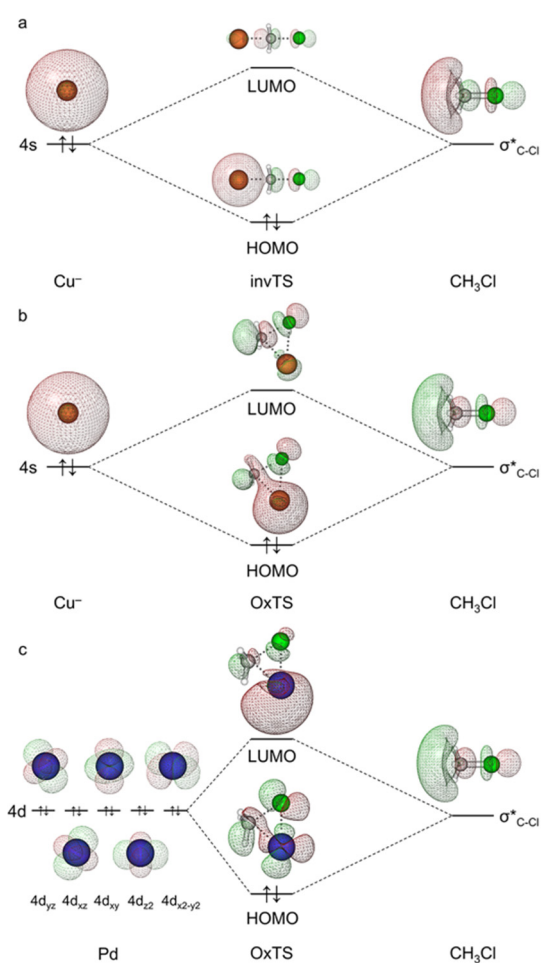 a
LUMO
4s
σ*C-Cl
HOMO
Cu–
invTS
CH3Cl
b
LUMO
4s
σ*C-Cl
HOMO
Cu–
OxTS
CH3Cl
c
LUMO
4d
σ*C-Cl
4dyz 4dxz 4dxy 4dz2 4dx2-y2
HOMO
Pd
OxTS
CH3Cl